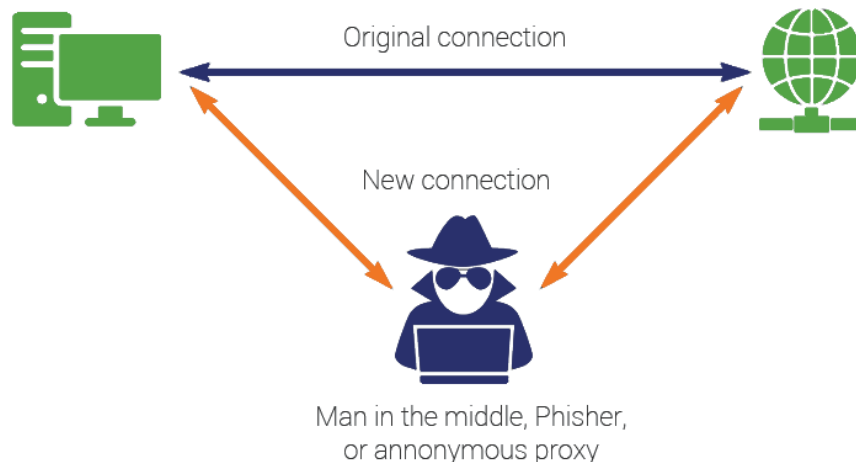 Original connection
New connection
Man in the middle, Phisher,
or annonymous proxy